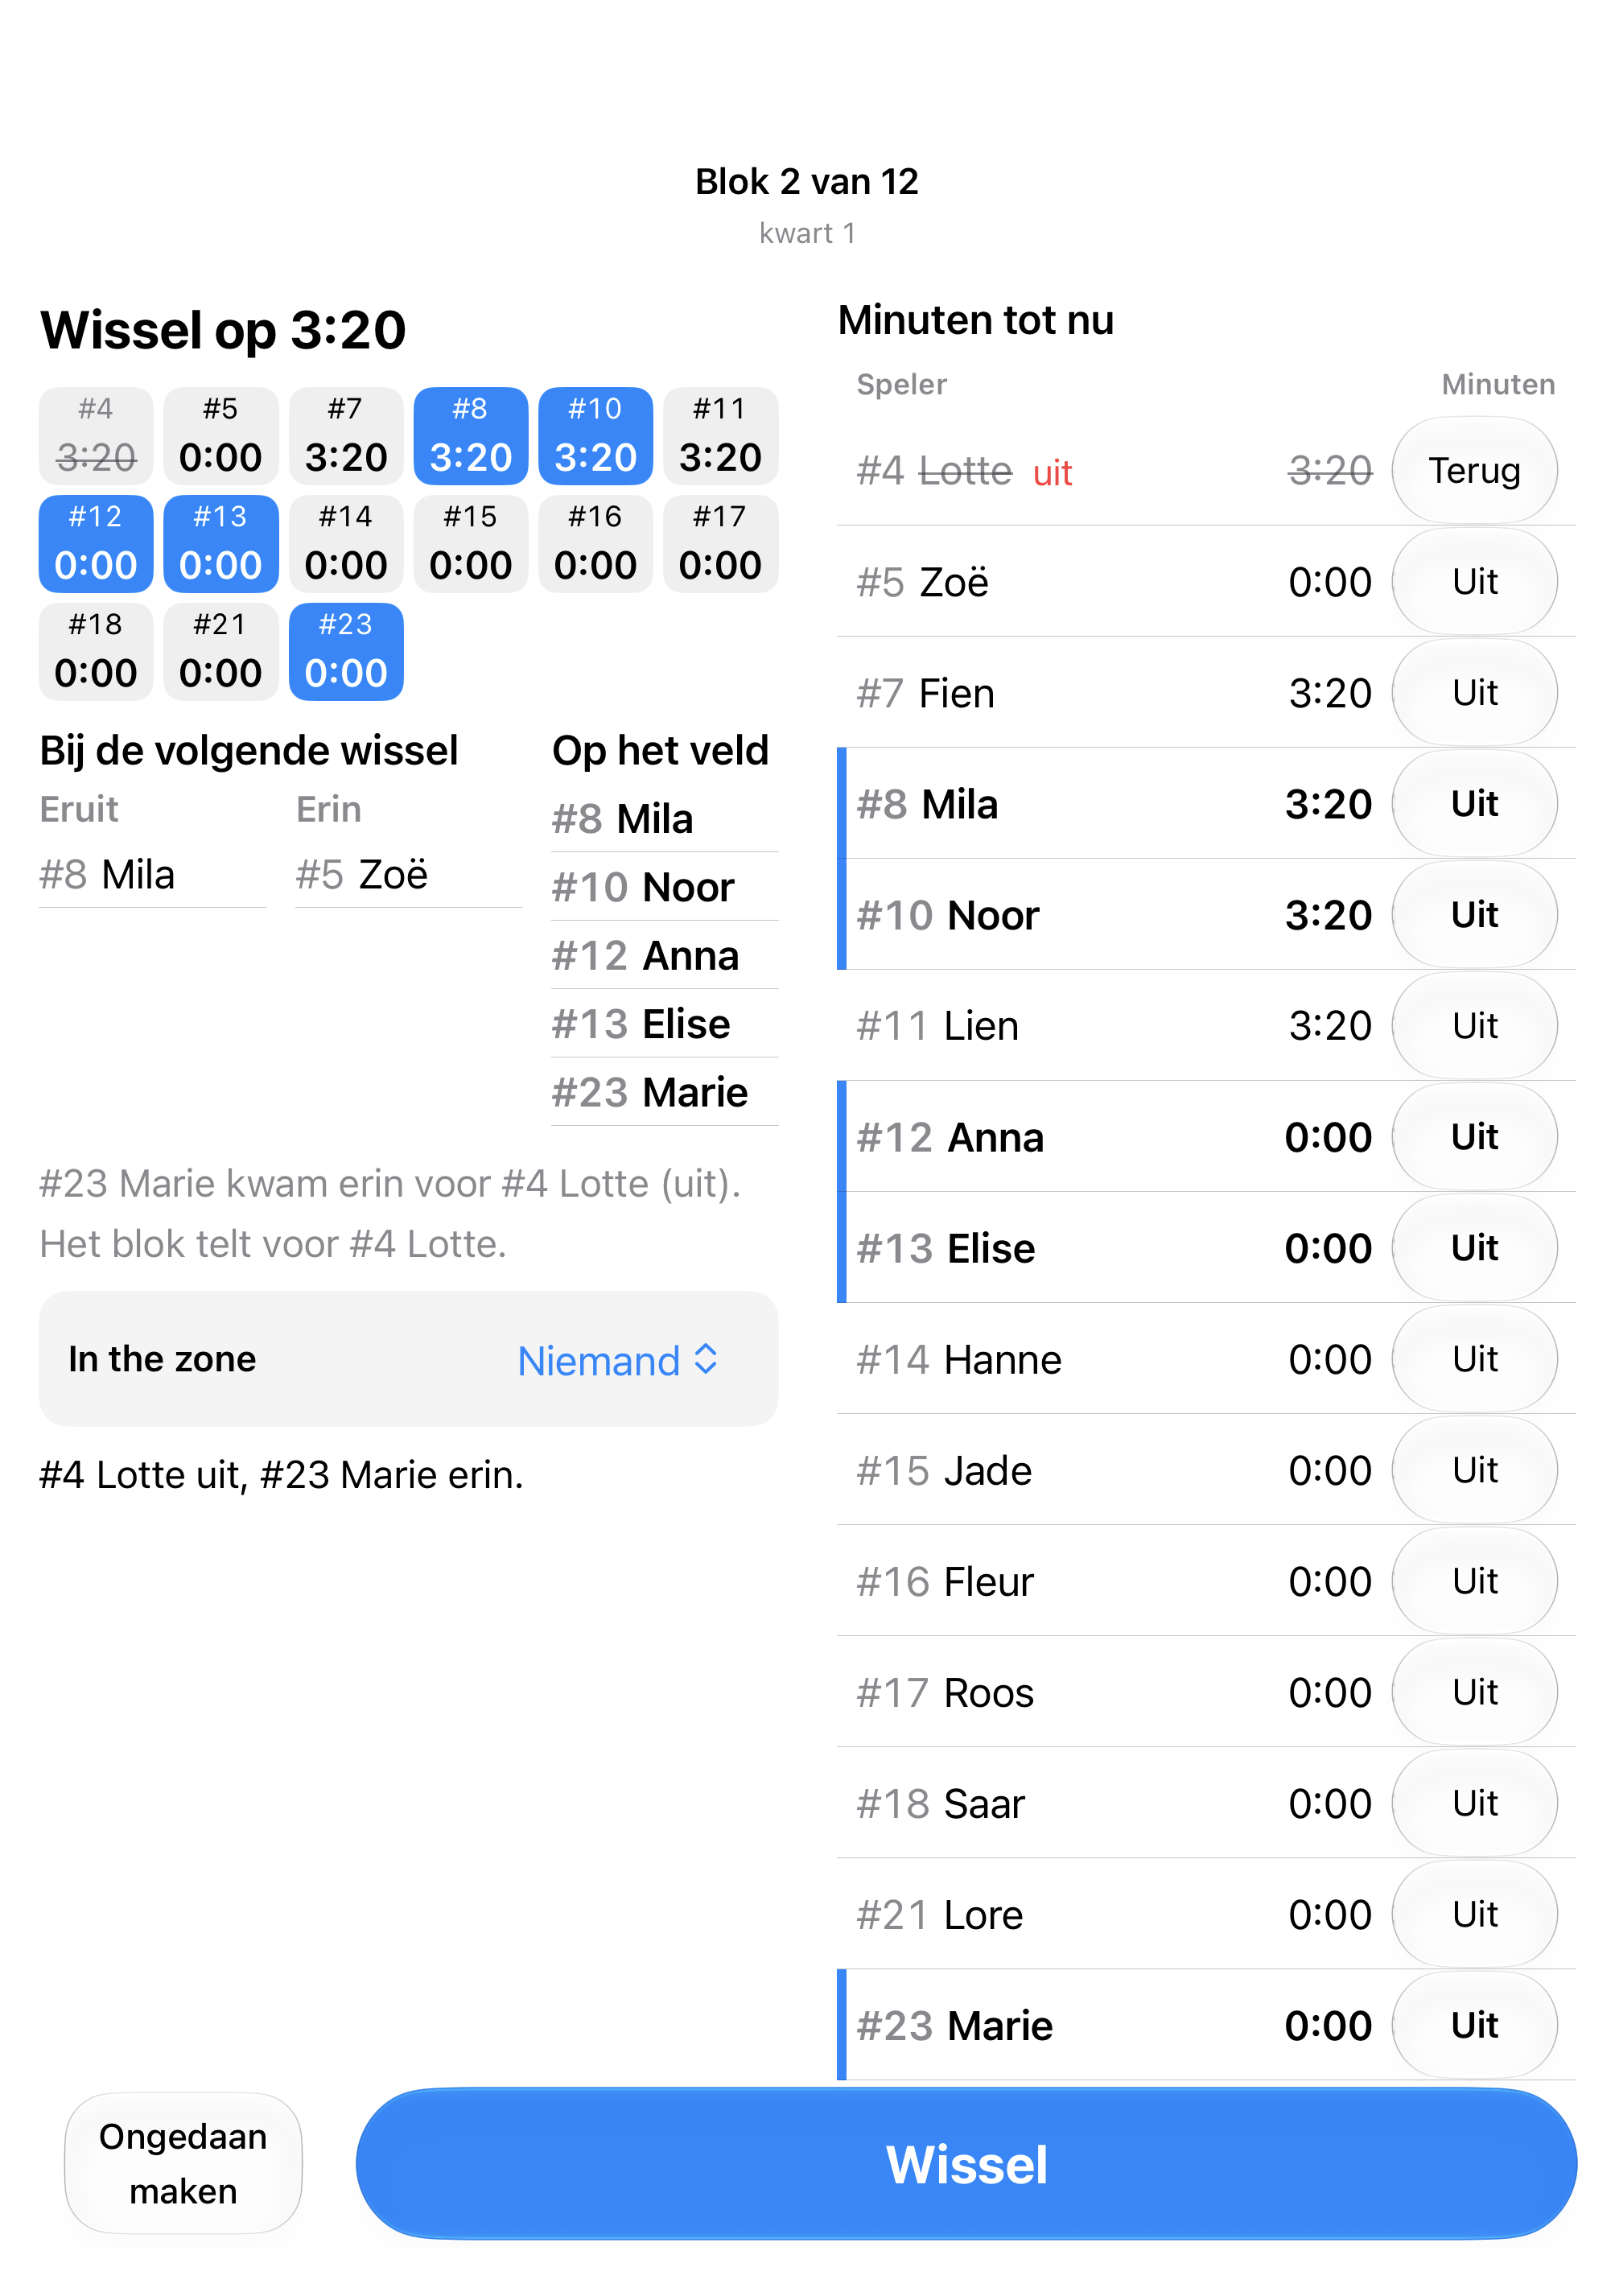 Blok 2 van 12
kwart 1
Wissel op 3:20
#4 #5 #7 #8 #10 #11
3:20 0:00 3:20 3:20 3:20 3:20
#12 #13 #14 #15 #16 #17
0:00 0:00 0:00 0:00 0:00 0:00
#18 #21 #23
0:00 0:00 0:00
Bij de volgende wissel
Eruit Erin
#8 Mila #5 Zoë
Op het veld
#8 Mila
#10 Noor
#12 Anna
#13 Elise
#23 Marie
#23 Marie kwam erin voor #4 Lotte (uit).
Het blok telt voor #4 Lotte.
In the zone Niemand
#4 Lotte uit, #23 Marie erin.
Minuten tot nu
Speler Minuten
#4 Lotte uit 3:20 Terug
#5 Zoë 0:00 Uit
#7 Fien 3:20 Uit
#8 Mila 3:20 Uit
#10 Noor 3:20 Uit
#11 Lien 3:20 Uit
#12 Anna 0:00 Uit
#13 Elise 0:00 Uit
#14 Hanne 0:00 Uit
#15 Jade 0:00 Uit
#16 Fleur 0:00 Uit
#17 Roos 0:00 Uit
#18 Saar 0:00 Uit
#21 Lore 0:00 Uit
#23 Marie 0:00 Uit
Ongedaan
maken
Wissel